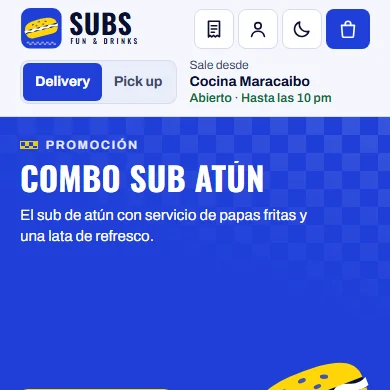 SUBS
FUN & DRINKS
Delivery
Pick up
Sale desde
Cocina Maracaibo
Abierto · Hasta las 10 pm
PROMOCIÓN
COMBO SUB ATÚN
El sub de atún con servicio de papas fritas y
una lata de refresco.